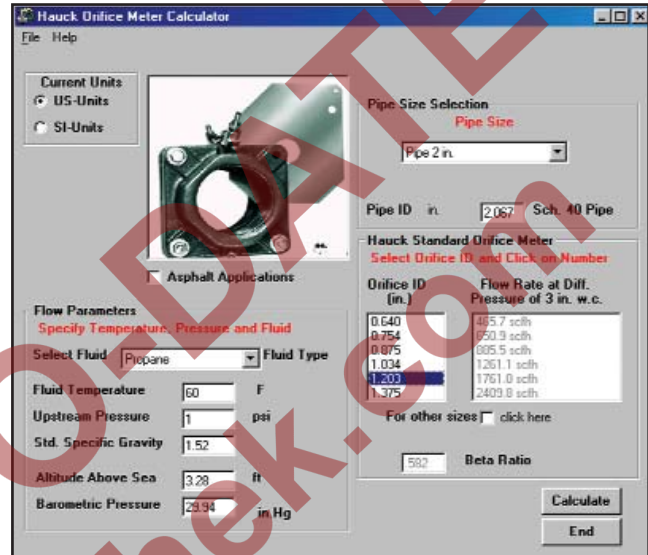 Hauck Orifice Meter Calculator
File Help
Current Units
US-Units
SI-Units
Asphalt Applications
Flow Parameters
Specify Temperature, Pressure and Fluid
Select Fluid Propane Fluid Type
Fluid Temperature 60 F
Upstream Pressure 1 psi
Std. Specific Gravity 1.52
Altitude Above Sea 3.28 ft
Barometric Pressure 29.94 in.Hg
Pipe Size Selection
Pipe Size
Pipe 2 in.
Pipe ID in. 2.067 Sch. 40 Pipe
Hauck Standard Orifice Meter
Select Orifice ID and Click on Number
Orifice ID (in.)
Flow Rate at Diff. Pressure of 3 in. w.c.
0.640 465.7 scfh
0.754 650.9 scfh
0.875 885.5 scfh
1.034 1261.1 scfh
1.203 1761.0 scfh
1.375 2409.8 scfh
For other sizes click here
.582 Beta Ratio
Calculate
End
O-DATE
hek.com